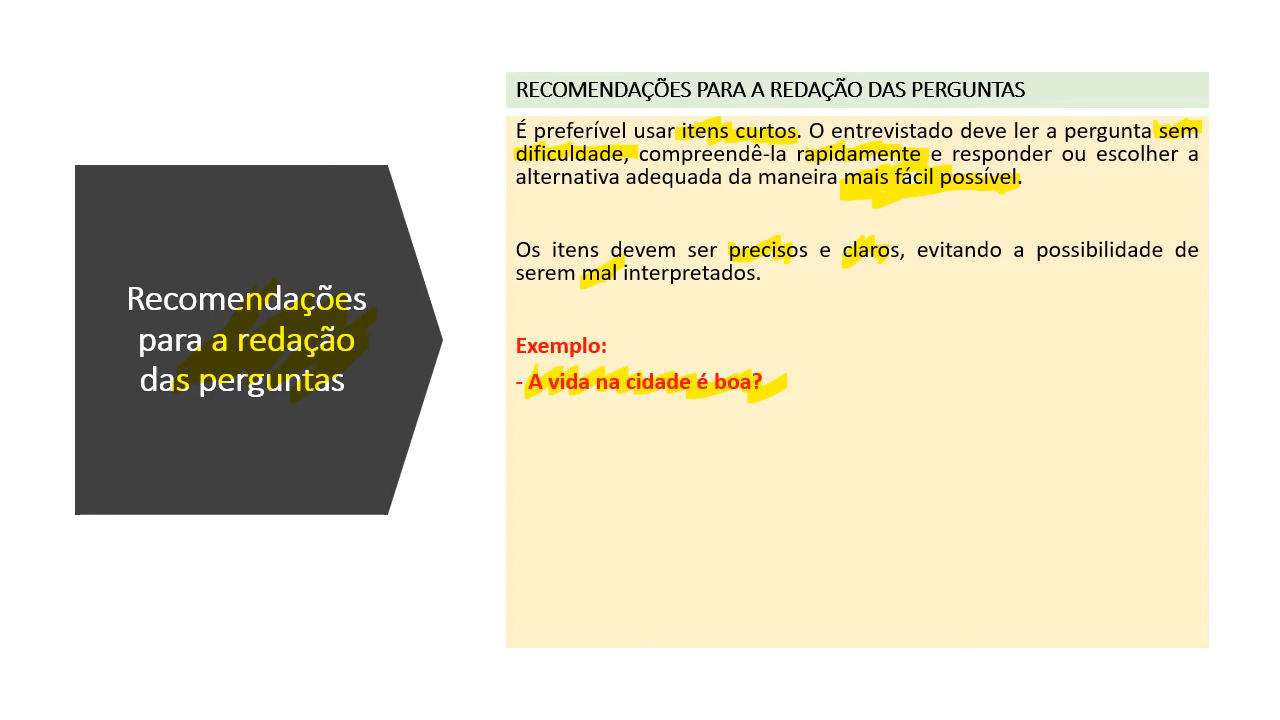 Recomendações
para a redação
das perguntas
RECOMENDAÇÕES PARA A REDAÇÃO DAS PERGUNTAS
É preferível usar itens curtos. O entrevistado deve ler a pergunta sem
dificuldade, compreendê-la rapidamente e responder ou escolher a
alternativa adequada da maneira mais fácil possível.
Os itens devem ser precisos e claros, evitando a possibilidade de
serem mal interpretados.
Exemplo:
- A vida na cidade é boa?